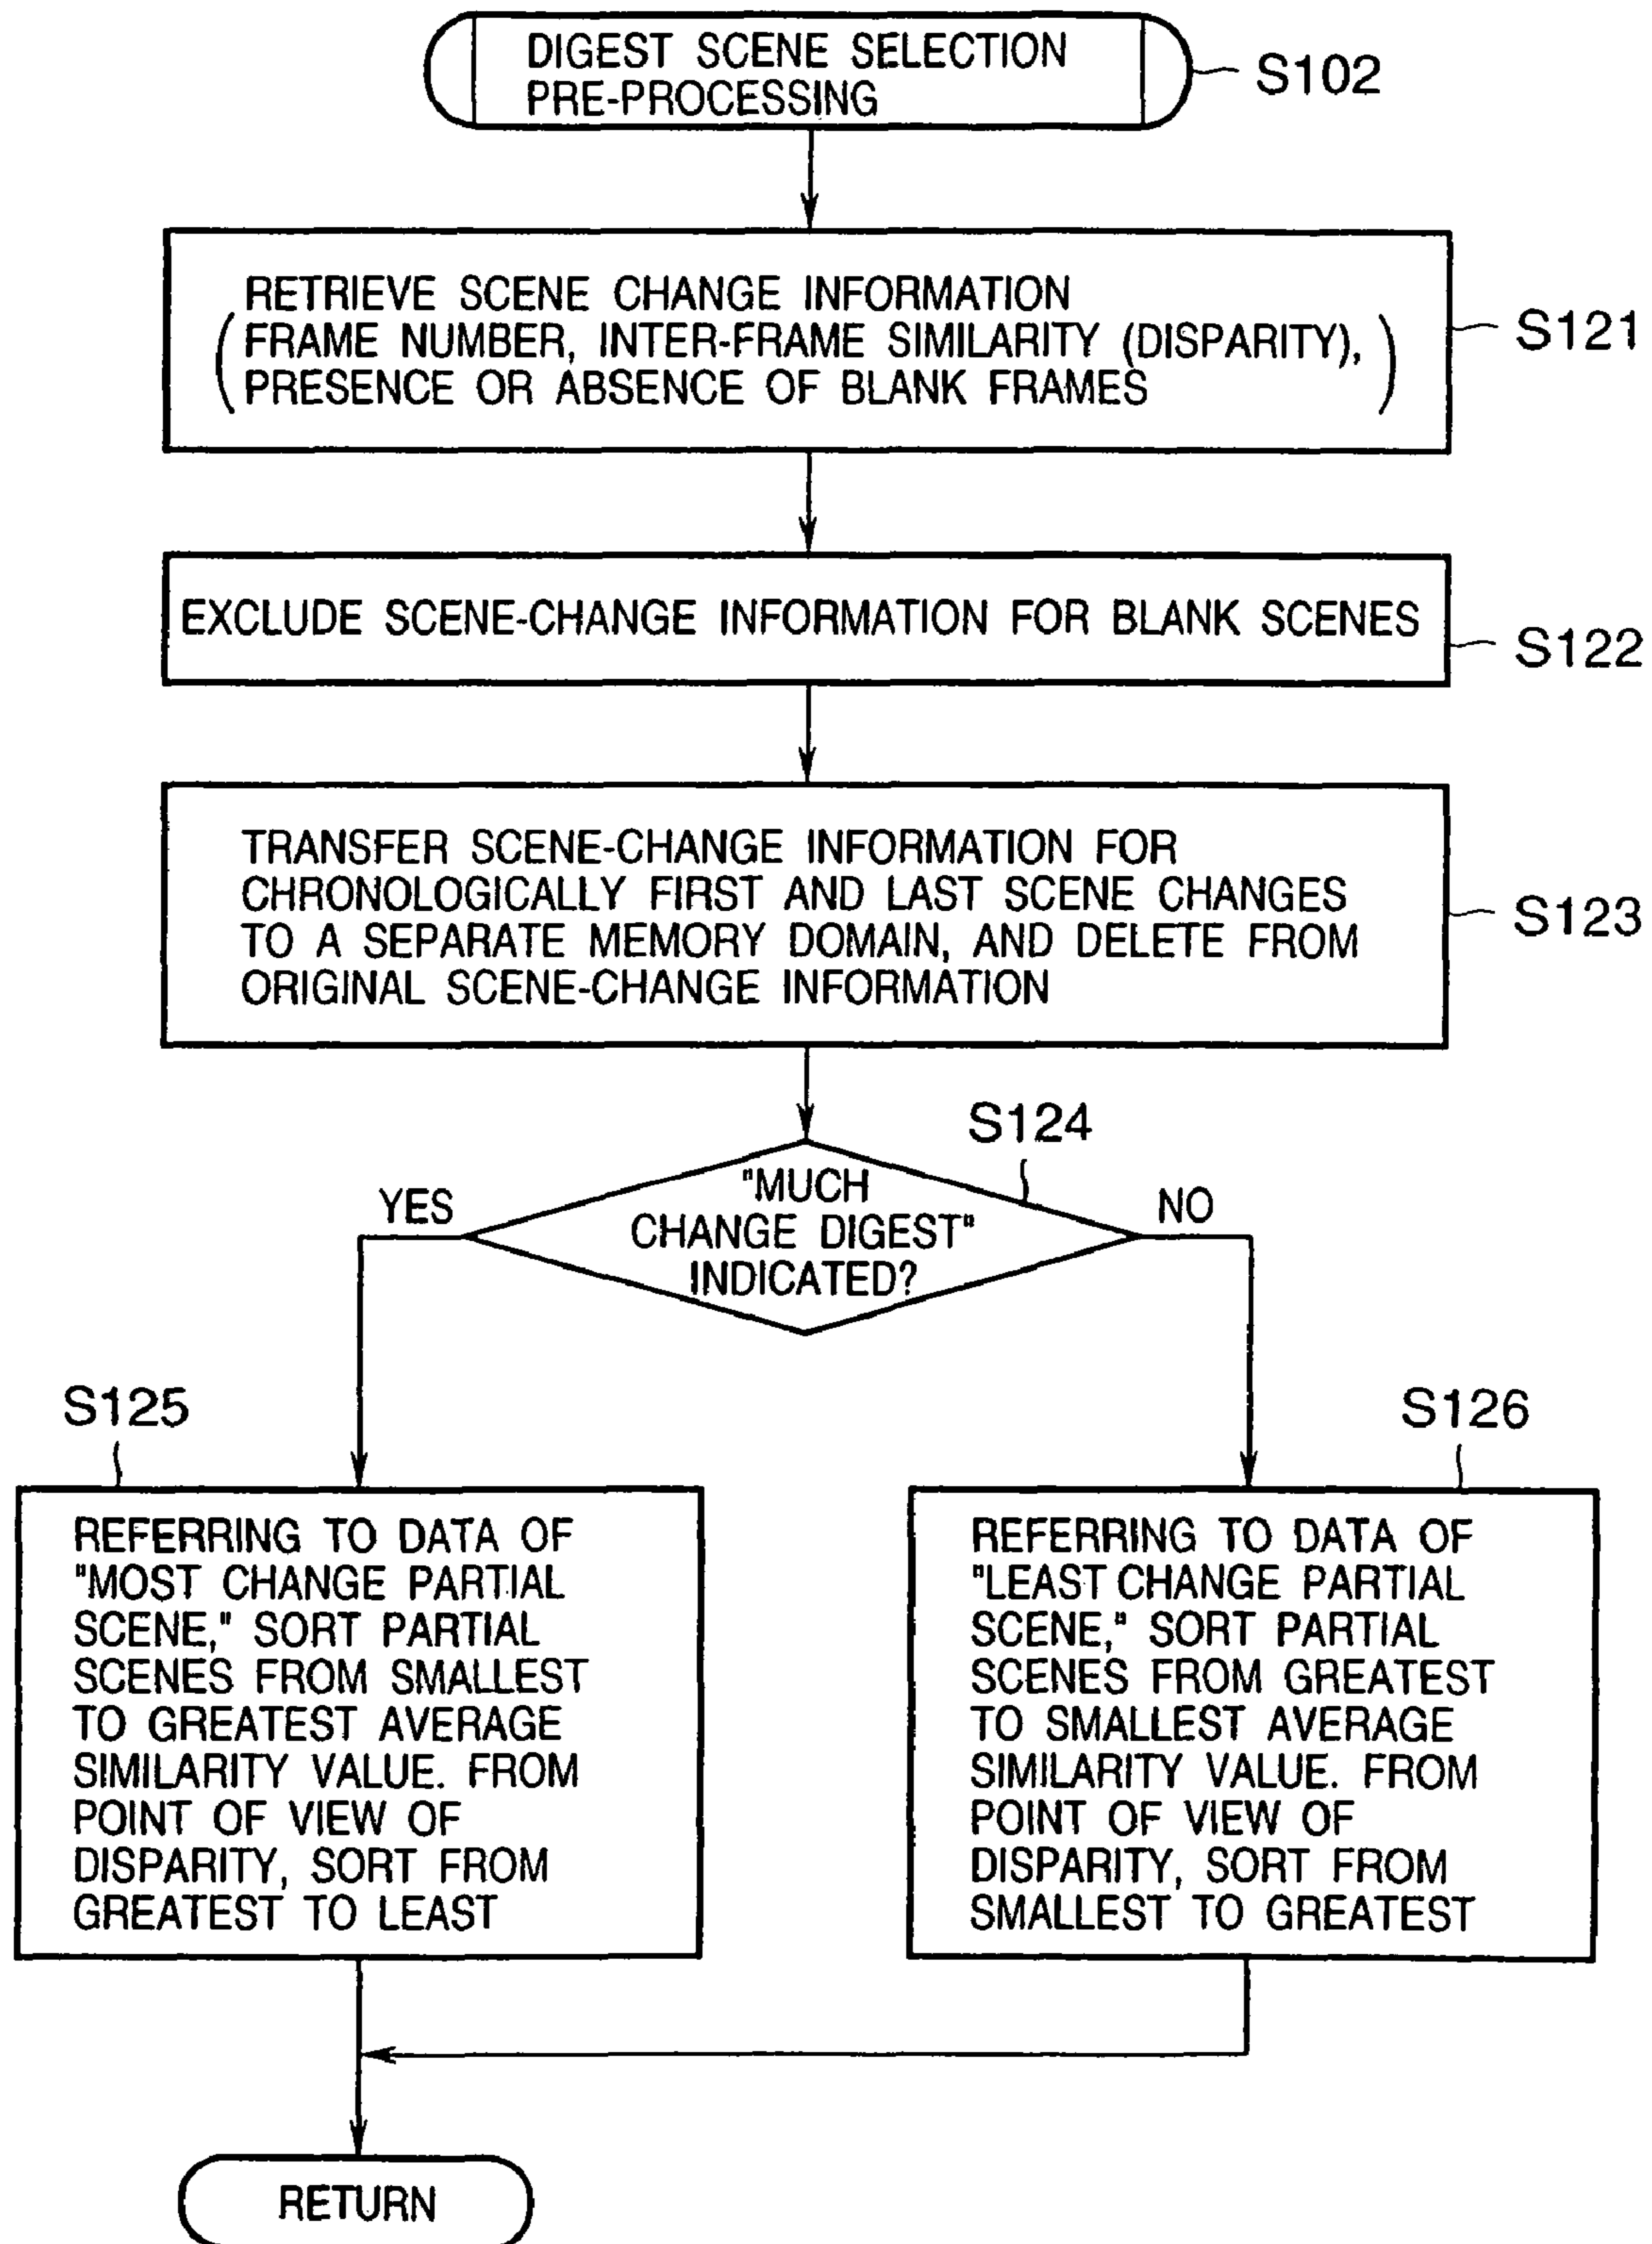 DIGEST SCENE SELECTION
PRE-PROCESSING
S102
RETRIEVE SCENE CHANGE INFORMATION
(FRAME NUMBER, INTER-FRAME SIMILARITY (DISPARITY),
PRESENCE OR ABSENCE OF BLANK FRAMES)
S121
EXCLUDE SCENE-CHANGE INFORMATION FOR BLANK SCENES
S122
TRANSFER SCENE-CHANGE INFORMATION FOR
CHRONOLOGICALLY FIRST AND LAST SCENE CHANGES
TO A SEPARATE MEMORY DOMAIN, AND DELETE FROM
ORIGINAL SCENE-CHANGE INFORMATION
S123
S124
"MUCH
CHANGE DIGEST"
INDICATED?
YES
NO
S125
REFERRING TO DATA OF
"MOST CHANGE PARTIAL
SCENE," SORT PARTIAL
SCENES FROM SMALLEST
TO GREATEST AVERAGE
SIMILARITY VALUE. FROM
POINT OF VIEW OF
DISPARITY, SORT FROM
GREATEST TO LEAST
S126
REFERRING TO DATA OF
"LEAST CHANGE PARTIAL
SCENE," SORT PARTIAL
SCENES FROM GREATEST
TO SMALLEST AVERAGE
SIMILARITY VALUE. FROM
POINT OF VIEW OF
DISPARITY, SORT FROM
SMALLEST TO GREATEST
RETURN